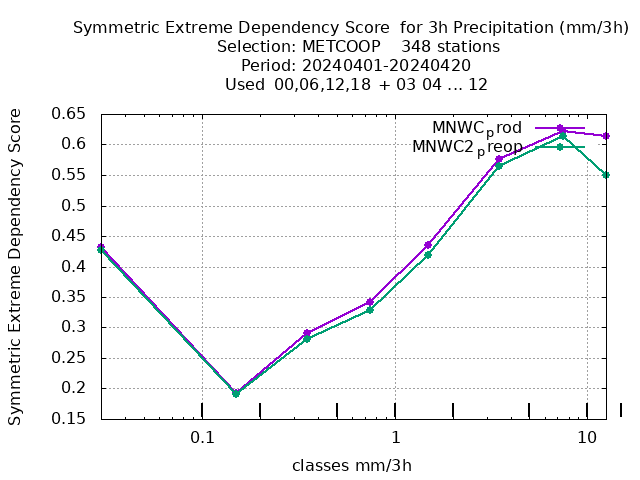 Symmetric Extreme Dependency Score  for 3h Precipitation (mm/3h)
Selection: METCOOP    348 stations
Period: 20240401-20240420
Used  00,06,12,18  + 03 04 ... 12
Symmetric Extreme Dependency Score
0.65
0.6
0.55
0.5
0.45
0.4
0.35
0.3
0.25
0.2
0.15
MNWCprod
MNWC2preop
0.1
1
10
classes mm/3h